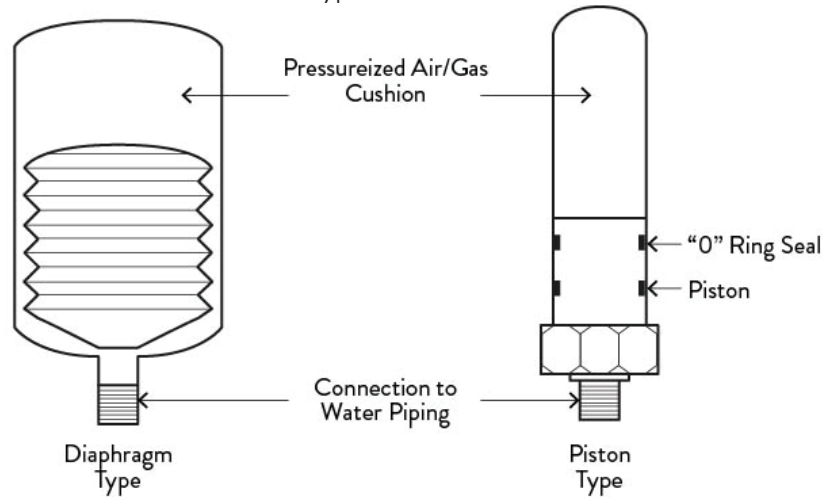 Pressureized Air/Gas
Cushion
“0” Ring Seal
Piston
Connection to
Water Piping
Diaphragm
Type
Piston
Type